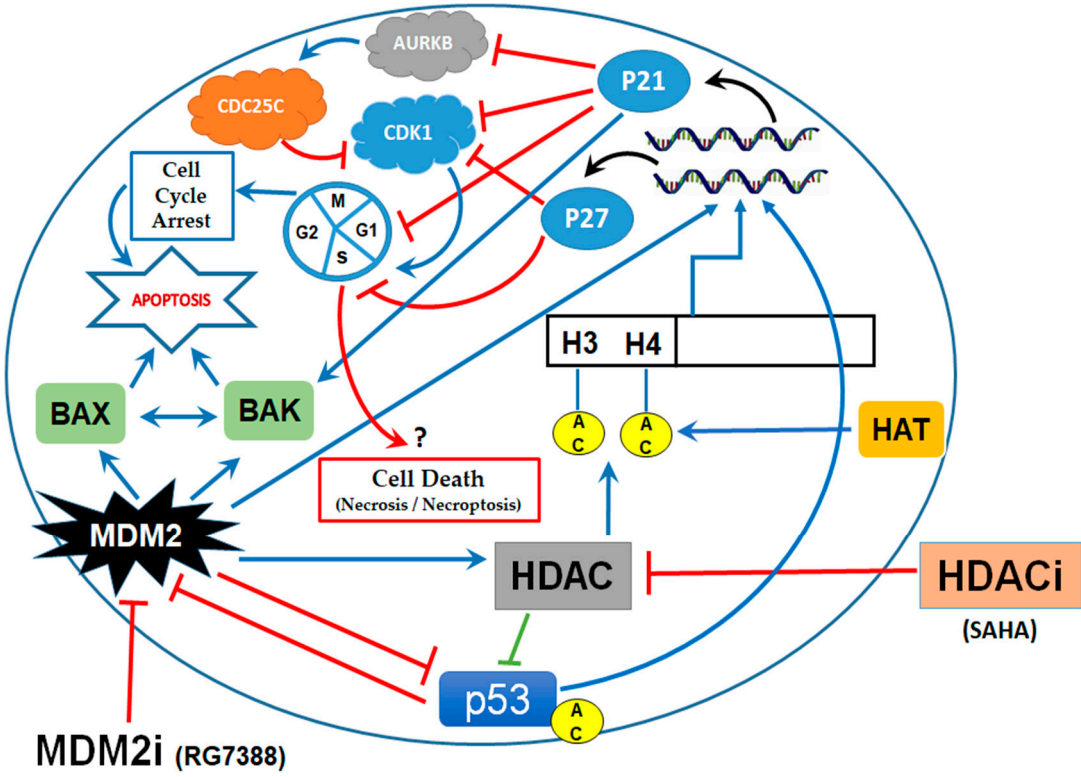 AURKB
P21
CDC25C
CDK1
Cell
Cycle
Arrest
M
G2
G1
S
P27
APOPTOSIS
H3
H4
BAX
BAK
A
C
A
C
HAT
?
Cell Death
(Necrosis / Necroptosis)
MDM2
HDAC
HDACi
(SAHA)
p53
A
C
MDM2i (RG7388)